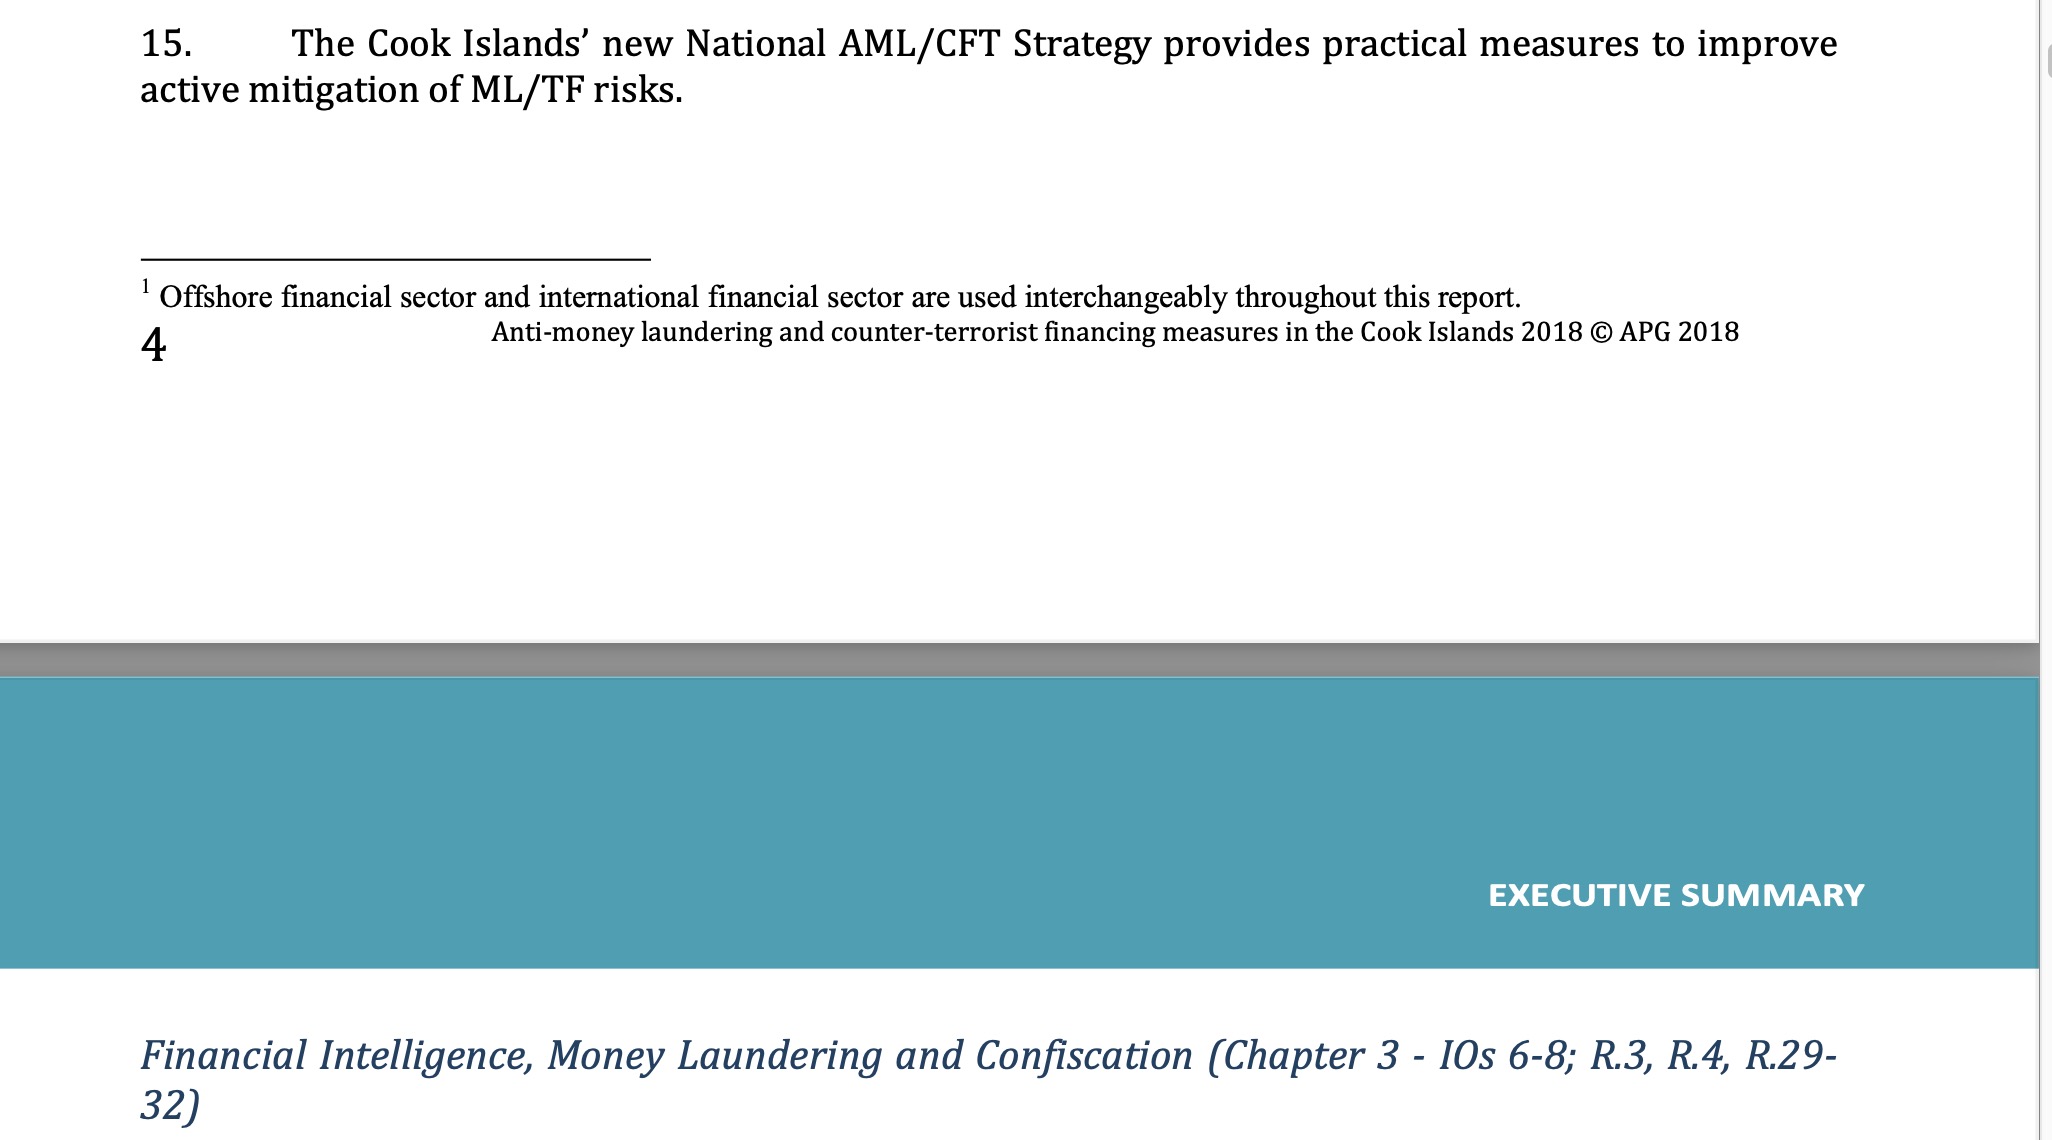 15. The Cook Islands’ new National AML/CFT Strategy provides practical measures to improve
active mitigation of ML/TF risks.
1 Offshore financial sector and international financial sector are used interchangeably throughout this report.
4 Anti-money laundering and counter-terrorist financing measures in the Cook Islands 2018 © APG 2018
EXECUTIVE SUMMARY
Financial Intelligence, Money Laundering and Confiscation (Chapter 3 - IOs 6-8; R.3, R.4, R.29-
32)